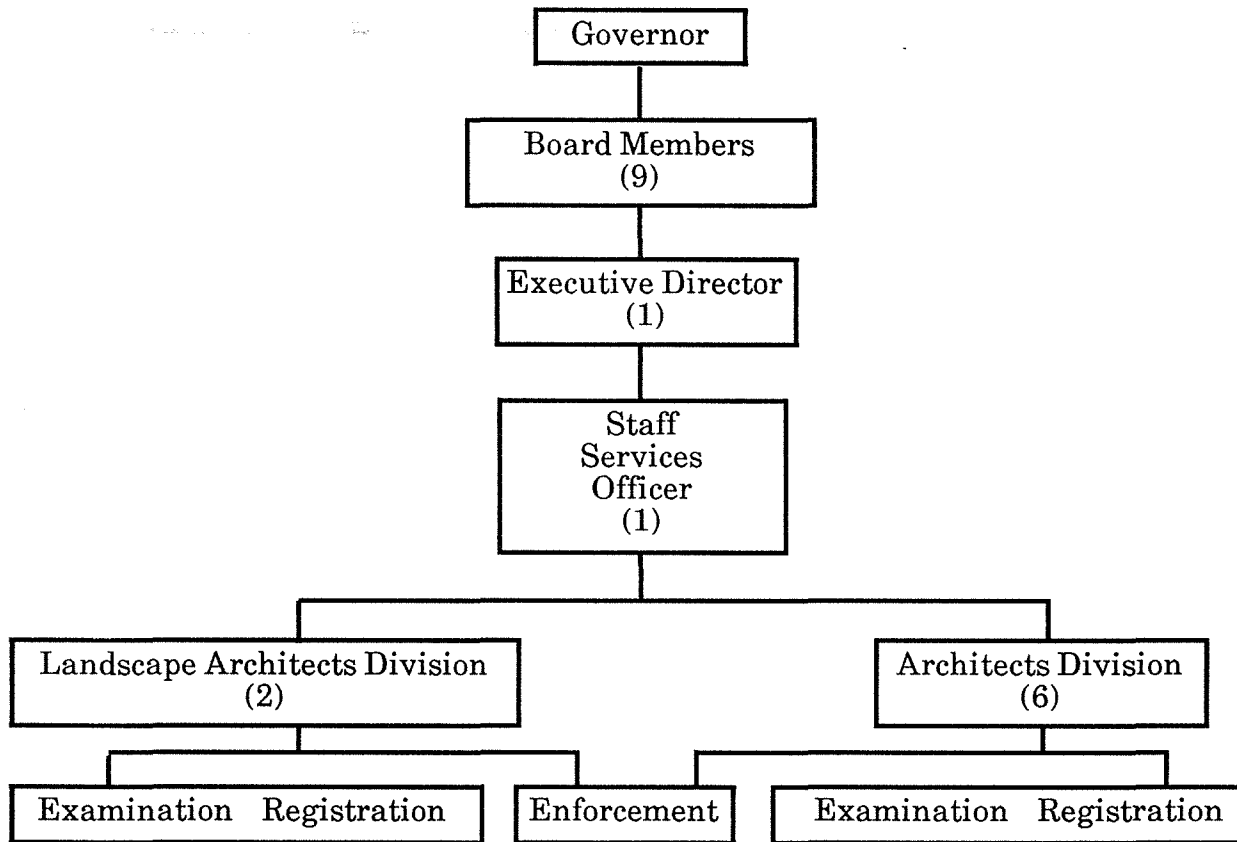 Governor
Board Members
(9)
Executive Director
(1)
Staff
Services
Officer
(1)
Landscape Architects Division
(2)
Architects Division
(6)
Examination Registration
Enforcement
Examination Registration